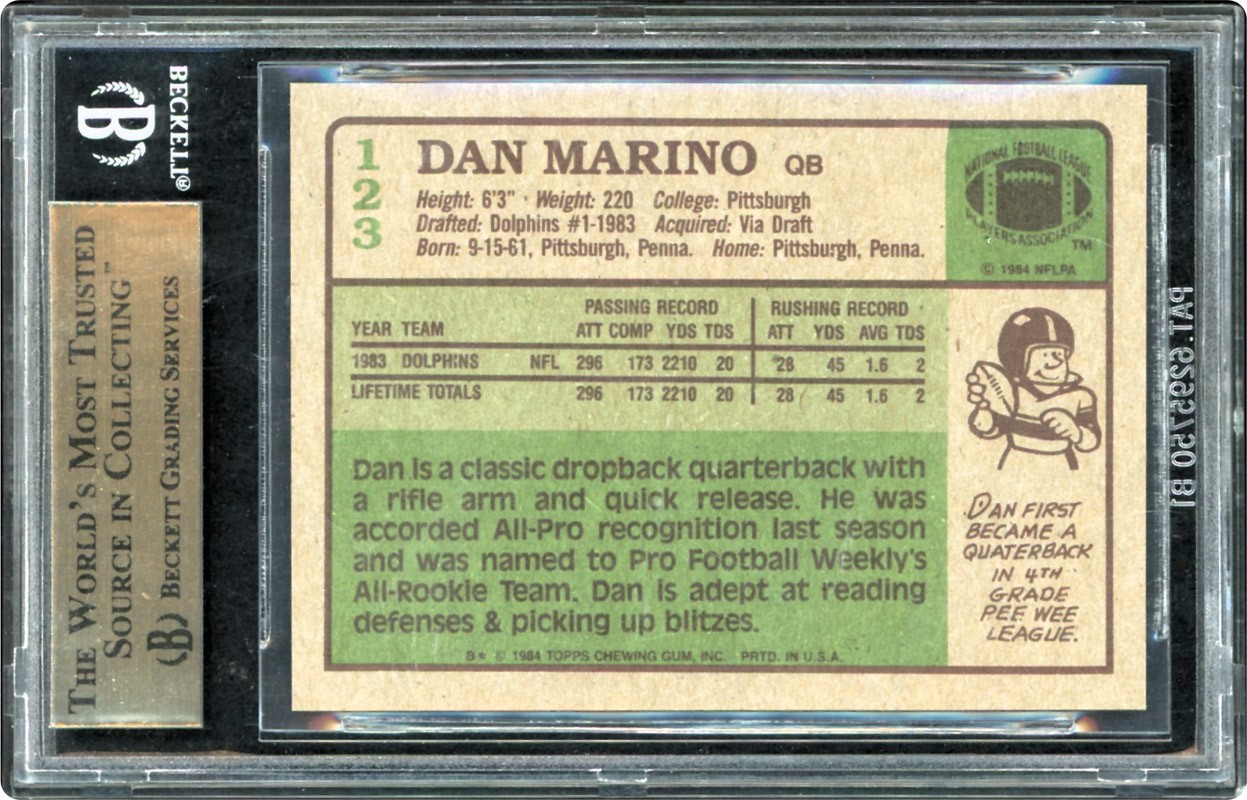 BECKETT®
B
THE WORLD'S MOST TRUSTED
SOURCE IN COLLECTING™
B BECKETT GRADING SERVICES
123
DAN MARINO QB
Height: 6'3" Weight: 220 College: Pittsburgh
Drafted: Dolphins #1-1983 Acquired: Via Draft
Born: 9-15-61, Pittsburgh, Penna. Home: Pittsburgh, Penna.
NATIONAL FOOTBALL LEAGUE
PLAYERS ASSOCIATION
TM
© 1984 NFLPA
PASSING RECORD RUSHING RECORD
YEAR TEAM ATT COMP YDS TDS ATT YDS AVG TDS
1983 DOLPHINS NFL 296 173 2210 20 28 45 1.6 2
LIFETIME TOTALS 296 173 2210 20 28 45 1.6 2
Dan is a classic dropback quarterback with
a rifle arm and quick release. He was
accorded All-Pro recognition last season
and was named to Pro Football Weekly's
All-Rookie Team. Dan is adept at reading
defenses & picking up blitzes.
B* © 1984 TOPPS CHEWING GUM, INC. PRTD. IN U.S.A.
DAN FIRST
BECAME A
QUATERBACK
IN 4TH
GRADE
PEE WEE
LEAGUE.
PAT. 6295750 B1